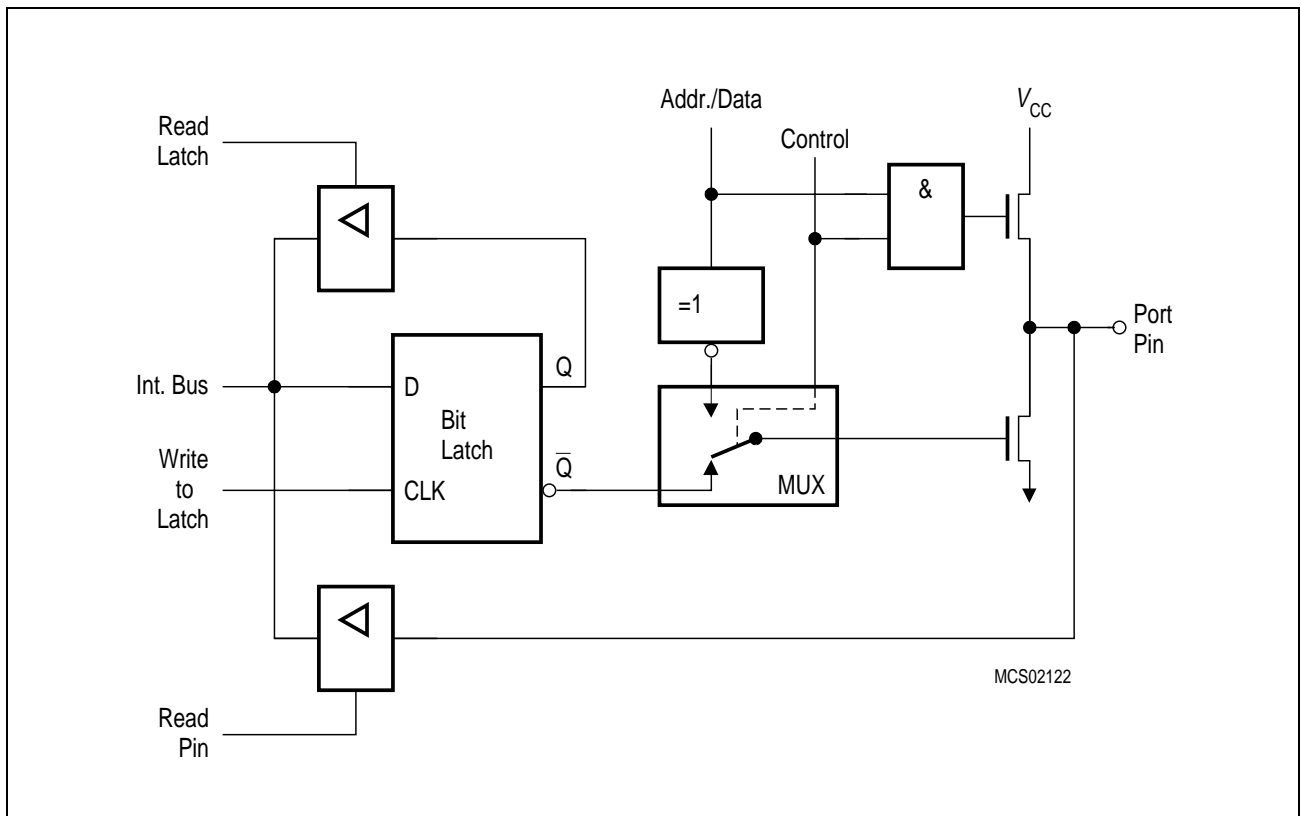 Addr./Data
VCC
Read
Latch
Control
&
=1
Port
Pin
Int. Bus
D
Q
Bit
Latch
Write
to
Latch
CLK
Q̅
MUX
MCS02122
Read
Pin